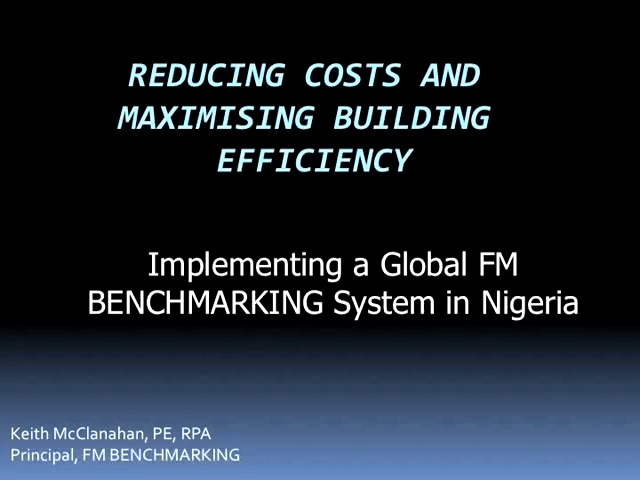 REDUCING COSTS AND
MAXIMISING BUILDING
EFFICIENCY
Implementing a Global FM
BENCHMARKING System in Nigeria
Keith McClanahan, PE, RPA
Principal, FM BENCHMARKING